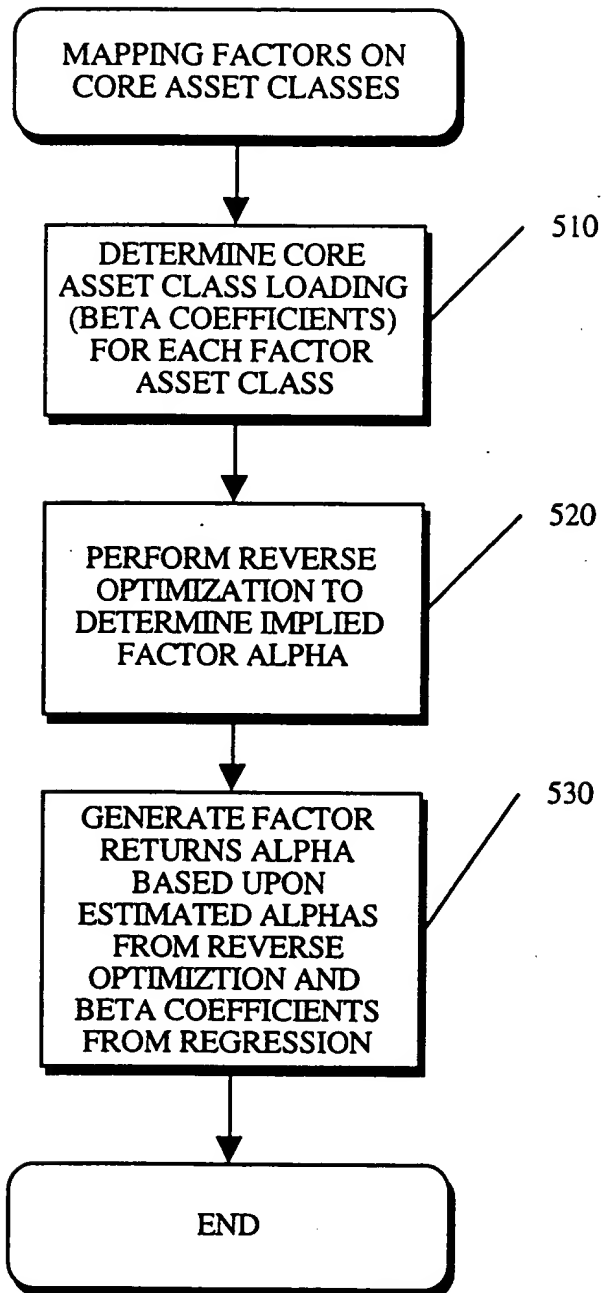 MAPPING FACTORS ON
CORE ASSET CLASSES
510
DETERMINE CORE
ASSET CLASS LOADING
(BETA COEFFICIENTS)
FOR EACH FACTOR
ASSET CLASS
520
PERFORM REVERSE
OPTIMIZATION TO
DETERMINE IMPLIED
FACTOR ALPHA
530
GENERATE FACTOR
RETURNS ALPHA
BASED UPON
ESTIMATED ALPHAS
FROM REVERSE
OPTIMIZTION AND
BETA COEFFICIENTS
FROM REGRESSION
END